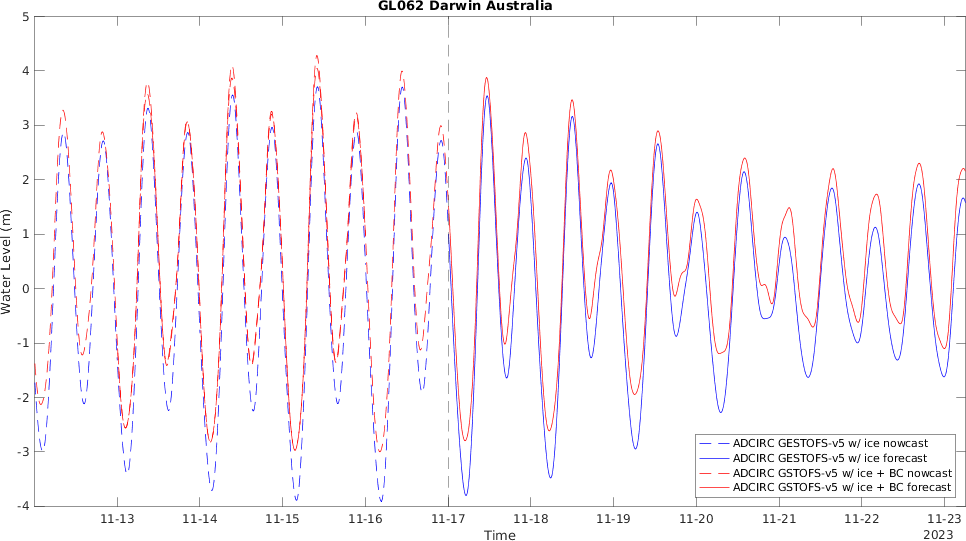 GL062 Darwin Australia
5
4
3
2
1
0
-1
-2
-3
-4
Water Level (m)
11-13 11-14 11-15 11-16 11-17 11-18 11-19 11-20 11-21 11-22 11-23
2023
Time
ADCIRC GESTOFS-v5 w/ ice nowcast
ADCIRC GESTOFS-v5 w/ ice forecast
ADCIRC GSTOFS-v5 w/ ice + BC nowcast
ADCIRC GSTOFS-v5 w/ ice + BC forecast